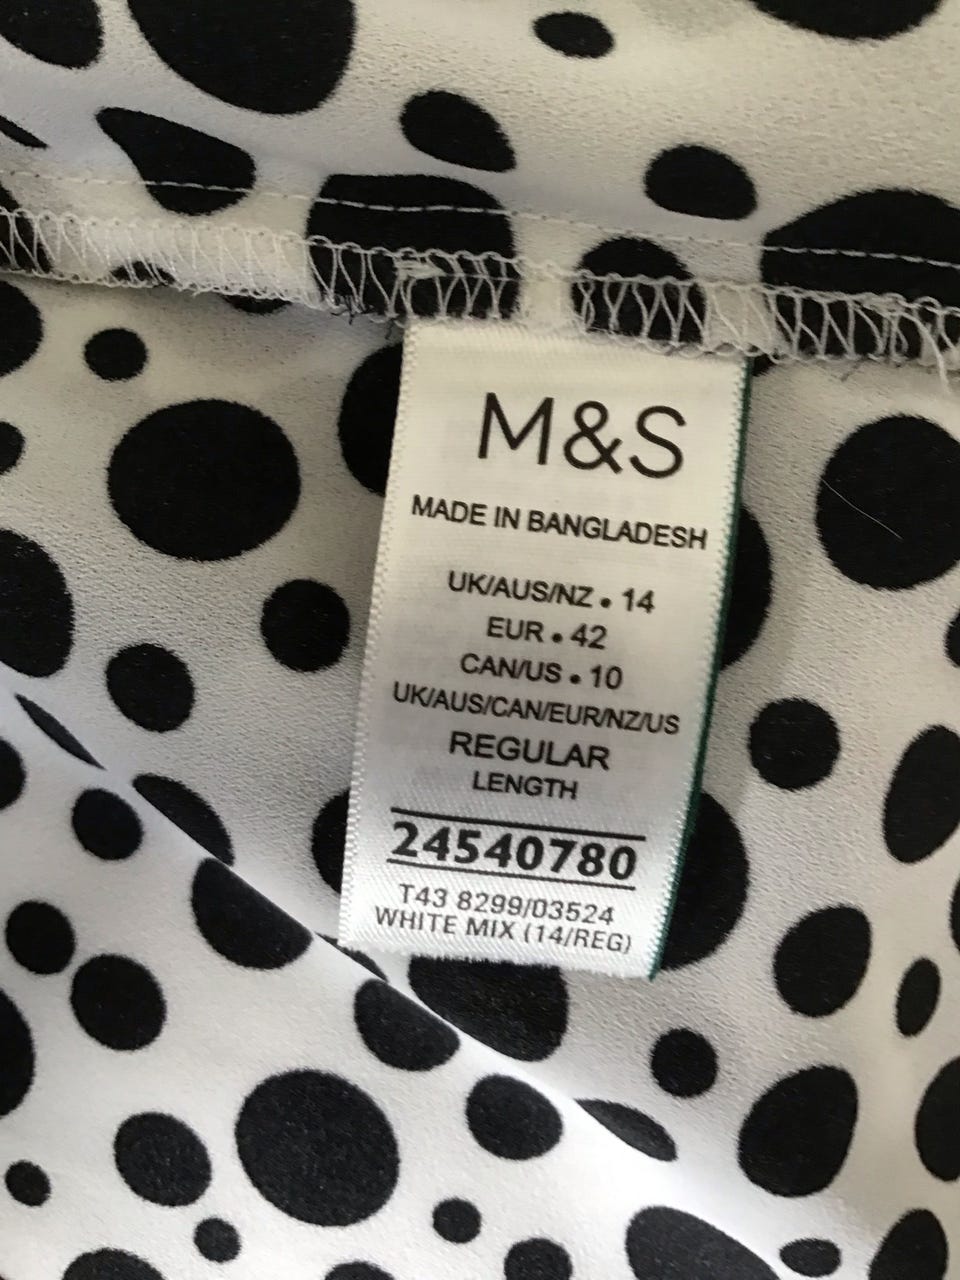 M&S
MADE IN BANGLADESH
UK/AUS/NZ • 14
EUR • 42
CAN/US • 10
UK/AUS/CAN/EUR/NZ/US
REGULAR
LENGTH
24540780
T43 8299/03524
WHITE MIX (14/REG)